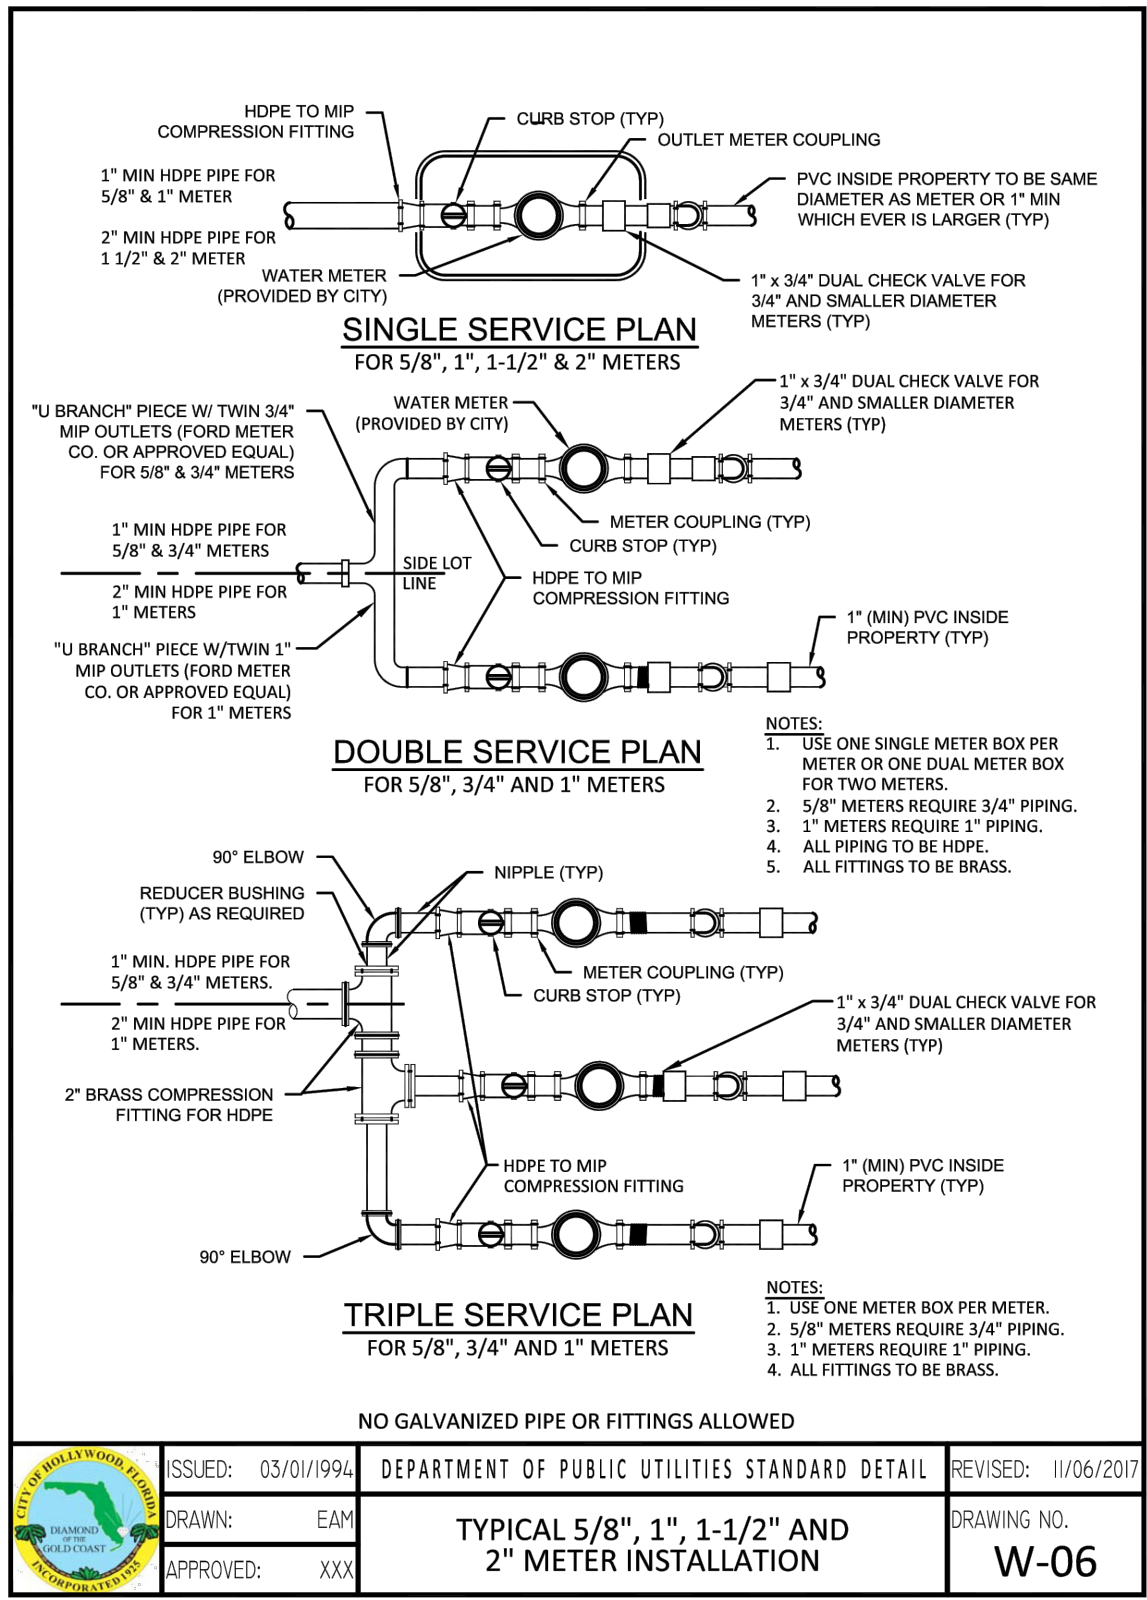 HDPE TO MIP
COMPRESSION FITTING
CURB STOP (TYP)
OUTLET METER COUPLING
1" MIN HDPE PIPE FOR
5/8" & 1" METER
PVC INSIDE PROPERTY TO BE SAME
DIAMETER AS METER OR 1" MIN
WHICH EVER IS LARGER (TYP)
2" MIN HDPE PIPE FOR
1 1/2" & 2" METER
WATER METER
(PROVIDED BY CITY)
1" x 3/4" DUAL CHECK VALVE FOR
3/4" AND SMALLER DIAMETER
METERS (TYP)
SINGLE SERVICE PLAN
FOR 5/8", 1", 1-1/2" & 2" METERS
"U BRANCH" PIECE W/ TWIN 3/4"
MIP OUTLETS (FORD METER
CO. OR APPROVED EQUAL)
FOR 5/8" & 3/4" METERS
WATER METER
(PROVIDED BY CITY)
1" x 3/4" DUAL CHECK VALVE FOR
3/4" AND SMALLER DIAMETER
METERS (TYP)
1" MIN HDPE PIPE FOR
5/8" & 3/4" METERS
METER COUPLING (TYP)
CURB STOP (TYP)
SIDE LOT
LINE
2" MIN HDPE PIPE FOR
1" METERS
HDPE TO MIP
COMPRESSION FITTING
1" (MIN) PVC INSIDE
PROPERTY (TYP)
"U BRANCH" PIECE W/TWIN 1"
MIP OUTLETS (FORD METER
CO. OR APPROVED EQUAL)
FOR 1" METERS
DOUBLE SERVICE PLAN
FOR 5/8", 3/4" AND 1" METERS
NOTES:
1. USE ONE SINGLE METER BOX PER
METER OR ONE DUAL METER BOX
FOR TWO METERS.
2. 5/8" METERS REQUIRE 3/4" PIPING.
3. 1" METERS REQUIRE 1" PIPING.
4. ALL PIPING TO BE HDPE.
5. ALL FITTINGS TO BE BRASS.
90° ELBOW
NIPPLE (TYP)
REDUCER BUSHING
(TYP) AS REQUIRED
1" MIN. HDPE PIPE FOR
5/8" & 3/4" METERS.
METER COUPLING (TYP)
CURB STOP (TYP)
2" MIN HDPE PIPE FOR
1" METERS.
1" x 3/4" DUAL CHECK VALVE FOR
3/4" AND SMALLER DIAMETER
METERS (TYP)
2" BRASS COMPRESSION
FITTING FOR HDPE
HDPE TO MIP
COMPRESSION FITTING
1" (MIN) PVC INSIDE
PROPERTY (TYP)
90° ELBOW
TRIPLE SERVICE PLAN
FOR 5/8", 3/4" AND 1" METERS
NOTES:
1. USE ONE METER BOX PER METER.
2. 5/8" METERS REQUIRE 3/4" PIPING.
3. 1" METERS REQUIRE 1" PIPING.
4. ALL FITTINGS TO BE BRASS.
NO GALVANIZED PIPE OR FITTINGS ALLOWED
CITY OF HOLLYWOOD, FLORIDA
DIAMOND
OF THE
GOLD COAST
INCORPORATED 1925
ISSUED: 03/01/1994
DRAWN: EAM
APPROVED: XXX
DEPARTMENT OF PUBLIC UTILITIES STANDARD DETAIL
TYPICAL 5/8", 1", 1-1/2" AND
2" METER INSTALLATION
REVISED: 11/06/2017
DRAWING NO.
W-06